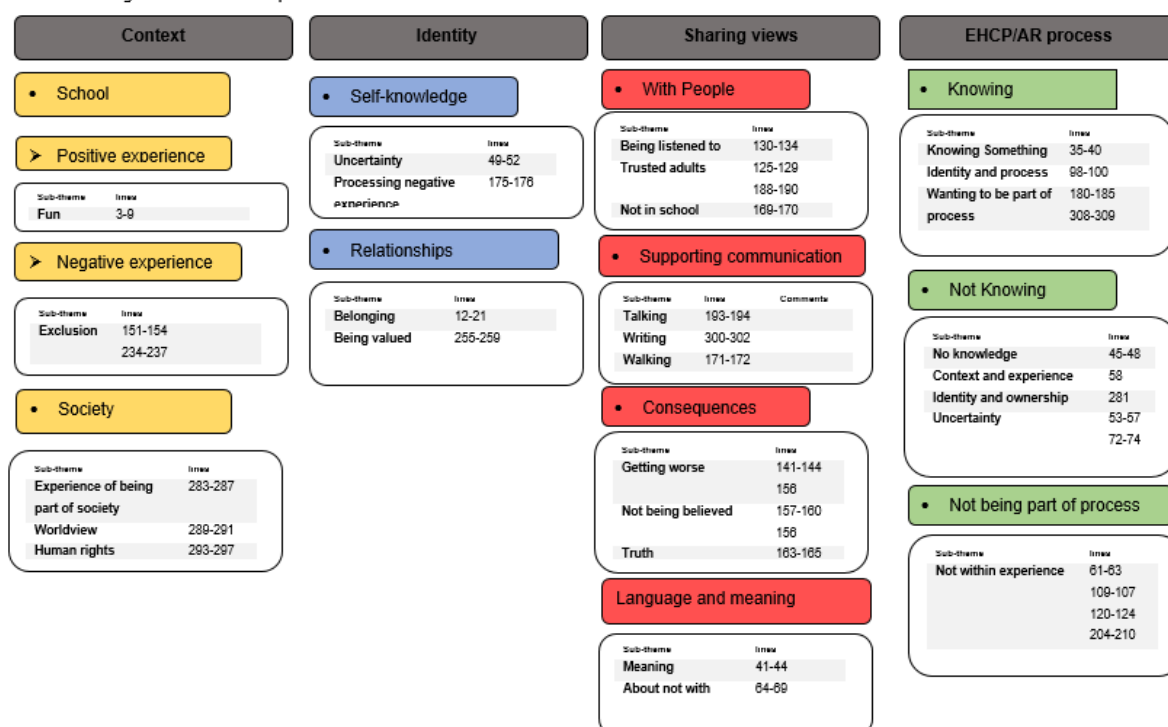 Context
• School
➤ Positive experience
Sub-theme lines
Fun 3-9
➤ Negative experience
Sub-theme lines
Exclusion 151-154
234-237
• Society
Sub-theme lines
Experience of being 283-287
part of society
Worldview 289-291
Human rights 293-297
Identity
• Self-knowledge
Sub-theme lines
Uncertainty 49-52
Processing negative 175-176
experience
• Relationships
Sub-theme lines
Belonging 12-21
Being valued 255-259
Sharing views
• With People
Sub-theme lines
Being listened to 130-134
Trusted adults 125-129
188-190
Not in school 169-170
• Supporting communication
Sub-theme lines Comments
Talking 193-194
Writing 300-302
Walking 171-172
• Consequences
Sub-theme lines
Getting worse 141-144
156
Not being believed 157-160
156
Truth 163-165
Language and meaning
Sub-theme lines
Meaning 41-44
About not with 64-69
EHCP/AR process
• Knowing
Sub-theme lines
Knowing Something 35-40
Identity and process 98-100
Wanting to be part of 180-185
process 308-309
• Not Knowing
Sub-theme lines
No knowledge 45-48
Context and experience 58
Identity and ownership 281
Uncertainty 53-57
72-74
• Not being part of process
Sub-theme lines
Not within experience 61-63
109-107
120-124
204-210